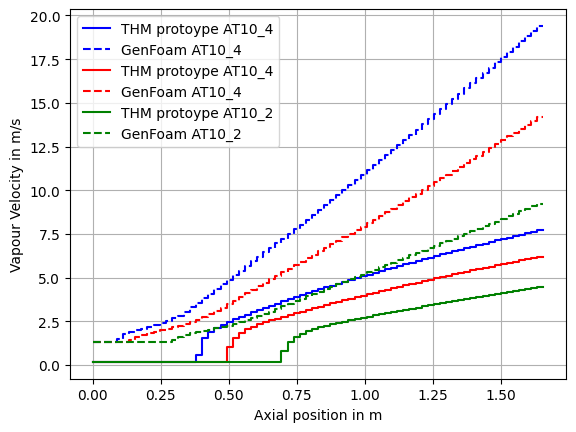 THM protoype AT10_4
GenFoam AT10_4
THM protoype AT10_4
GenFoam AT10_4
THM protoype AT10_2
GenFoam AT10_2
Vapour Velocity in m/s
20.0
17.5
15.0
12.5
10.0
7.5
5.0
2.5
0.0
0.00 0.25 0.50 0.75 1.00 1.25 1.50
Axial position in m